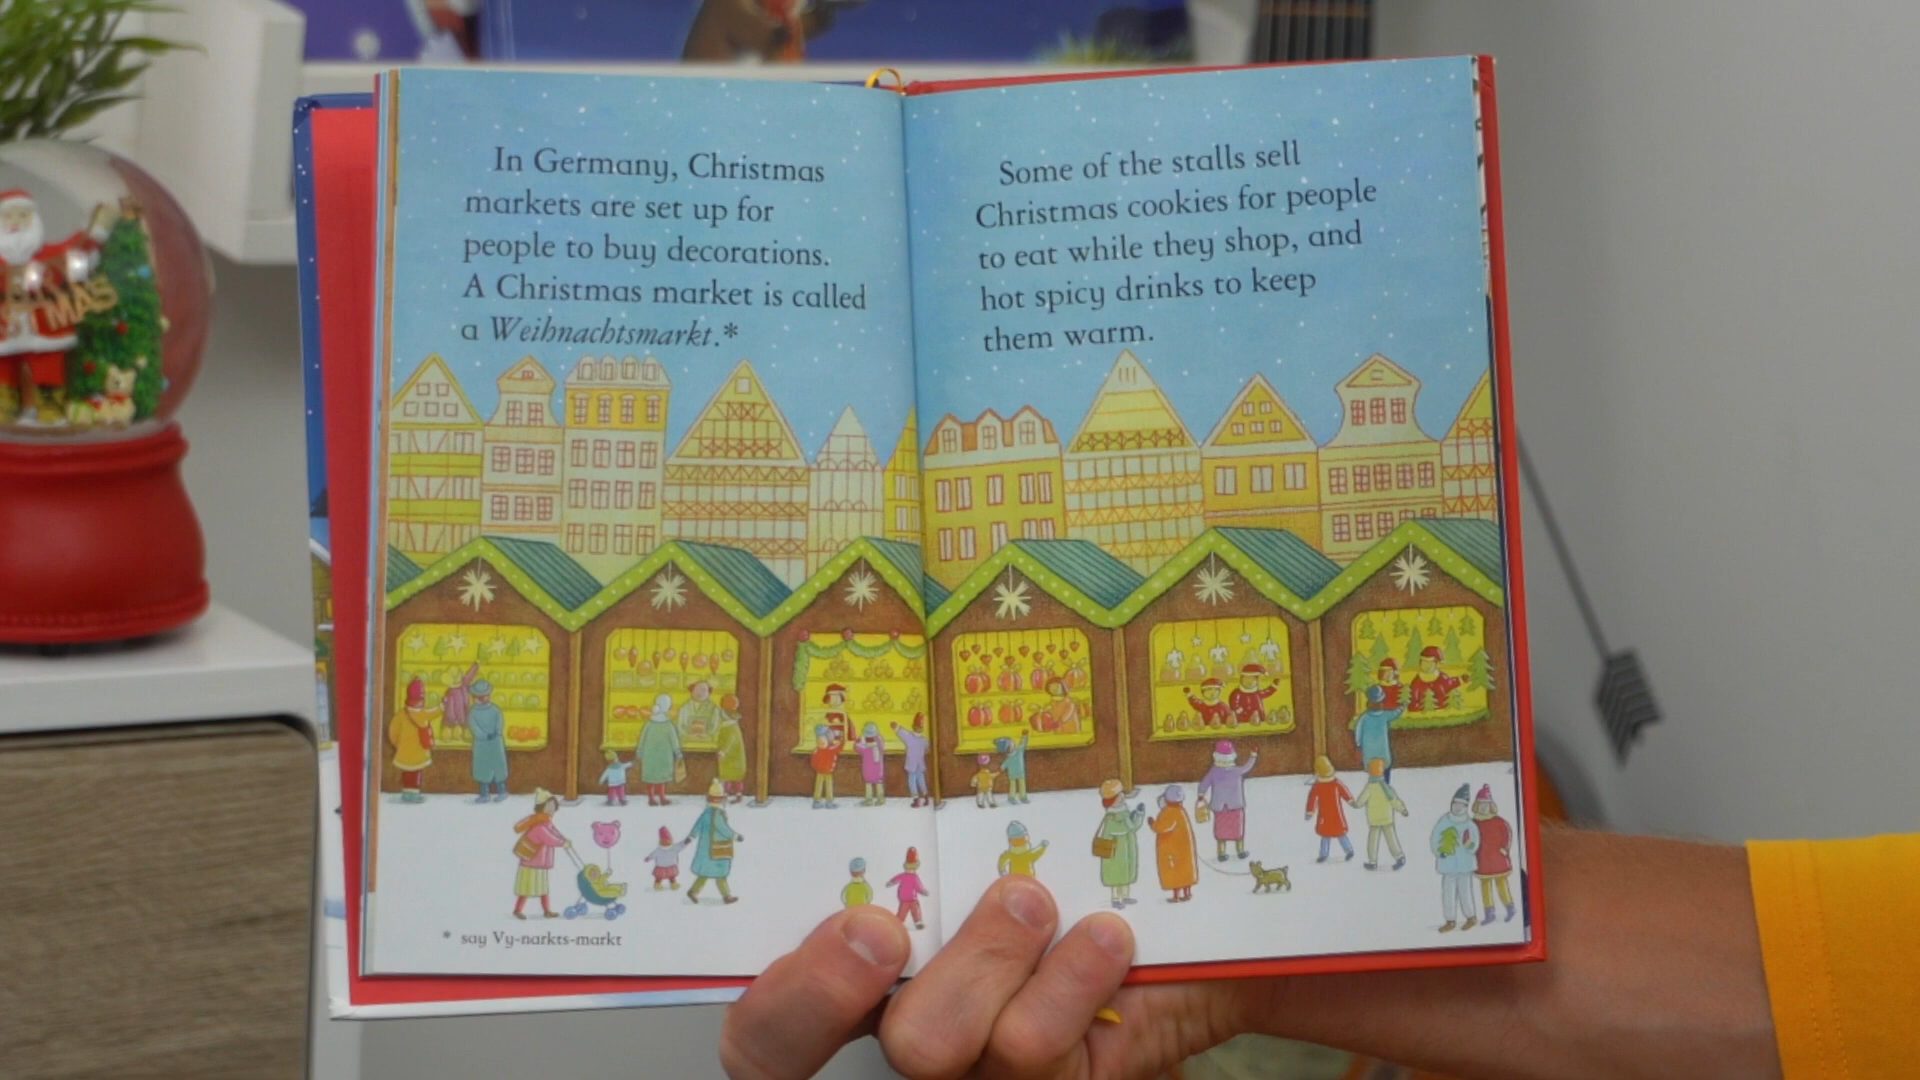 In Germany, Christmas
markets are set up for
people to buy decorations.
A Christmas market is called
a Weihnachtsmarkt.*
* say Vy-narkts-markt
Some of the stalls sell
Christmas cookies for people
to eat while they shop, and
hot spicy drinks to keep
them warm.